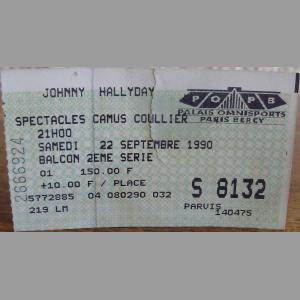 JOHNNY HALLYDAY
POPB
PALAIS OMNISPORTS
PARIS BERCY
SPECTACLES CAMUS COULLIER
21H00
SAMEDI 22 SEPTEMBRE 1990
BALCON 2EME SERIE
01 150.00 F
+10.00 F / PLACE
S 8132
5772885 04 080290 032
PARVIS
219 LM
140475
2666924